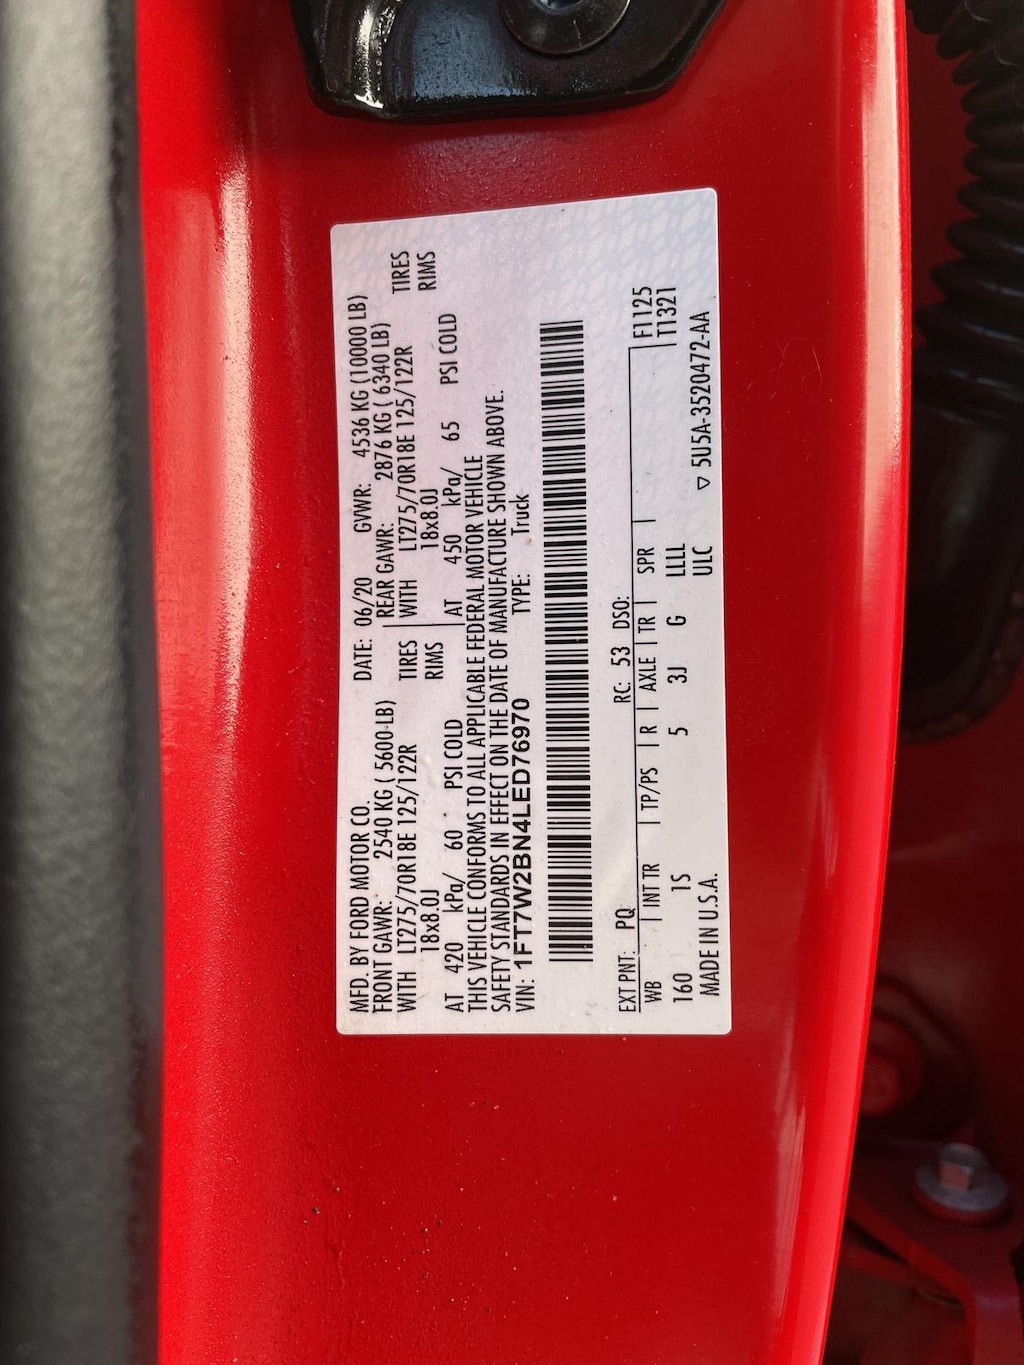 MFD. BY FORD MOTOR CO. DATE: 06/20 GVWR: 4536 KG (10000 LB)
FRONT GAWR: 2540 KG ( 5600 LB) REAR GAWR: 2876 KG ( 6340 LB)
WITH LT275/70R18E 125/122R TIRES WITH LT275/70R18E 125/122R TIRES
18x8.0J RIMS 18x8.0J RIMS
AT 420 kPa/ 60 PSI COLD AT 450 kPa/ 65 PSI COLD
THIS VEHICLE CONFORMS TO ALL APPLICABLE FEDERAL MOTOR VEHICLE
SAFETY STANDARDS IN EFFECT ON THE DATE OF MANUFACTURE SHOWN ABOVE.
VIN: 1FT7W2BN4LED76970 TYPE: Truck
EXT PNT: PQ RC: 53 DSO:
WB INT TR TP/PS R AXLE TR SPR F1125
160 1S 5 3J G LLLL T1321
ULC
MADE IN U.S.A. ▽ 5U5A-3520472-AA